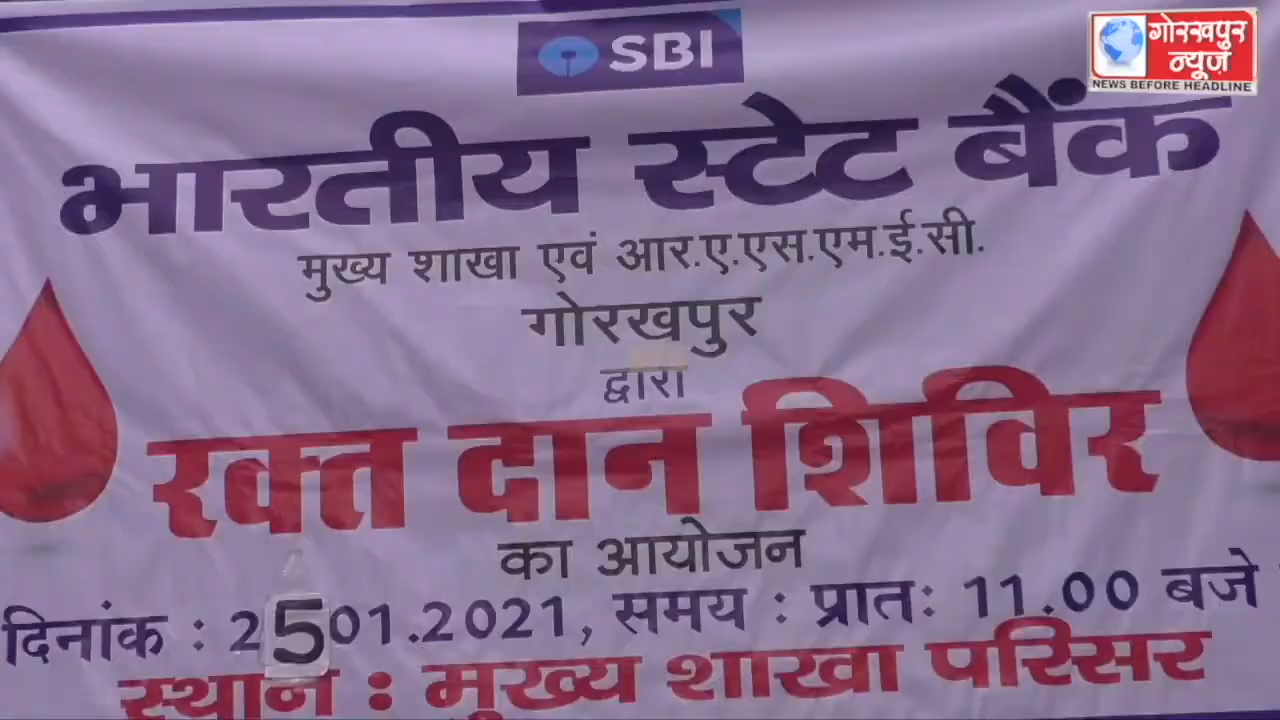 SBI
गोरखपुर
न्यूज़
NEWS BEFORE HEADLINE
भारतीय स्टेट बैंक
मुख्य शाखा एवं आर.ए.एस.एम.ई.सी.
गोरखपुर
द्वारा
रक्त दान शिविर
का आयोजन
दिनांक : 25 01.2021, समय : प्रातः 11.00 बजे
स्थान : मुख्य शाखा परिसर